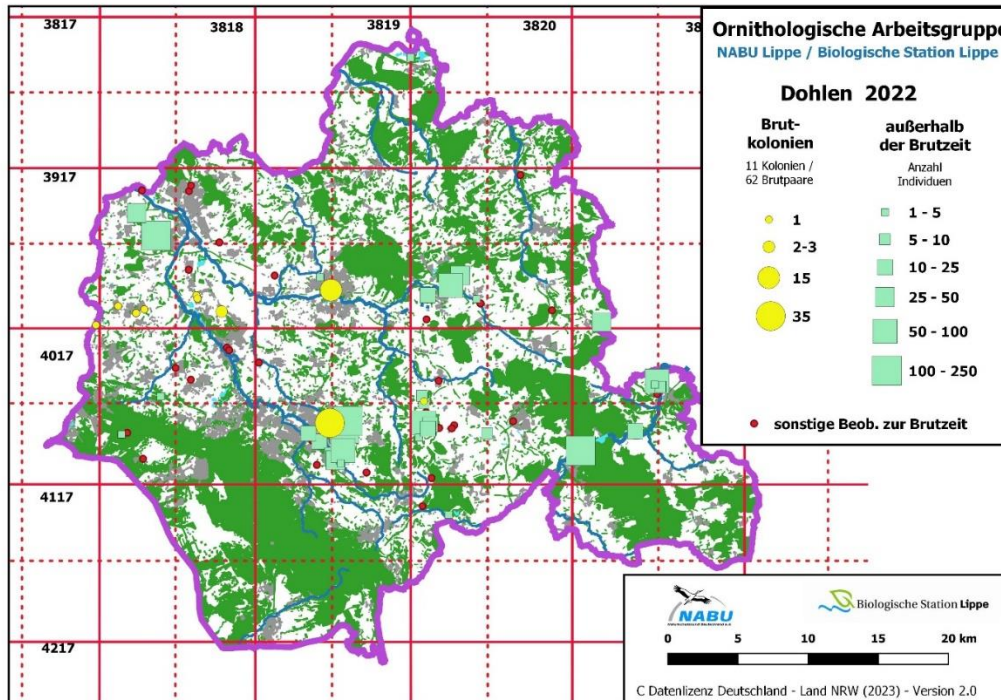 3817
3818
3819
3820
3917
4017
4117
4217
Ornithologische Arbeitsgruppe
NABU Lippe / Biologische Station Lippe
Dohlen 2022
Brut-
kolonien
11 Kolonien /
62 Brutpaare
1
2-3
15
35
außerhalb
der Brutzeit
Anzahl
Individuen
1 - 5
5 - 10
10 - 25
25 - 50
50 - 100
100 - 250
sonstige Beob. zur Brutzeit
NABU
Biologische Station Lippe
0 5 10 15 20 km
C Datenlizenz Deutschland - Land NRW (2023) - Version 2.0